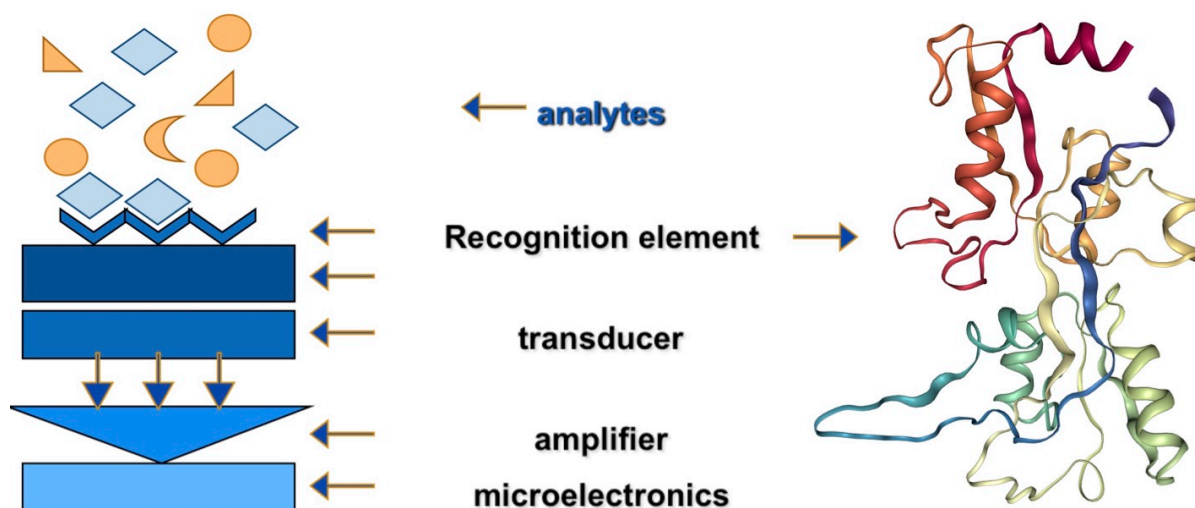 analytes
Recognition element
transducer
amplifier
microelectronics